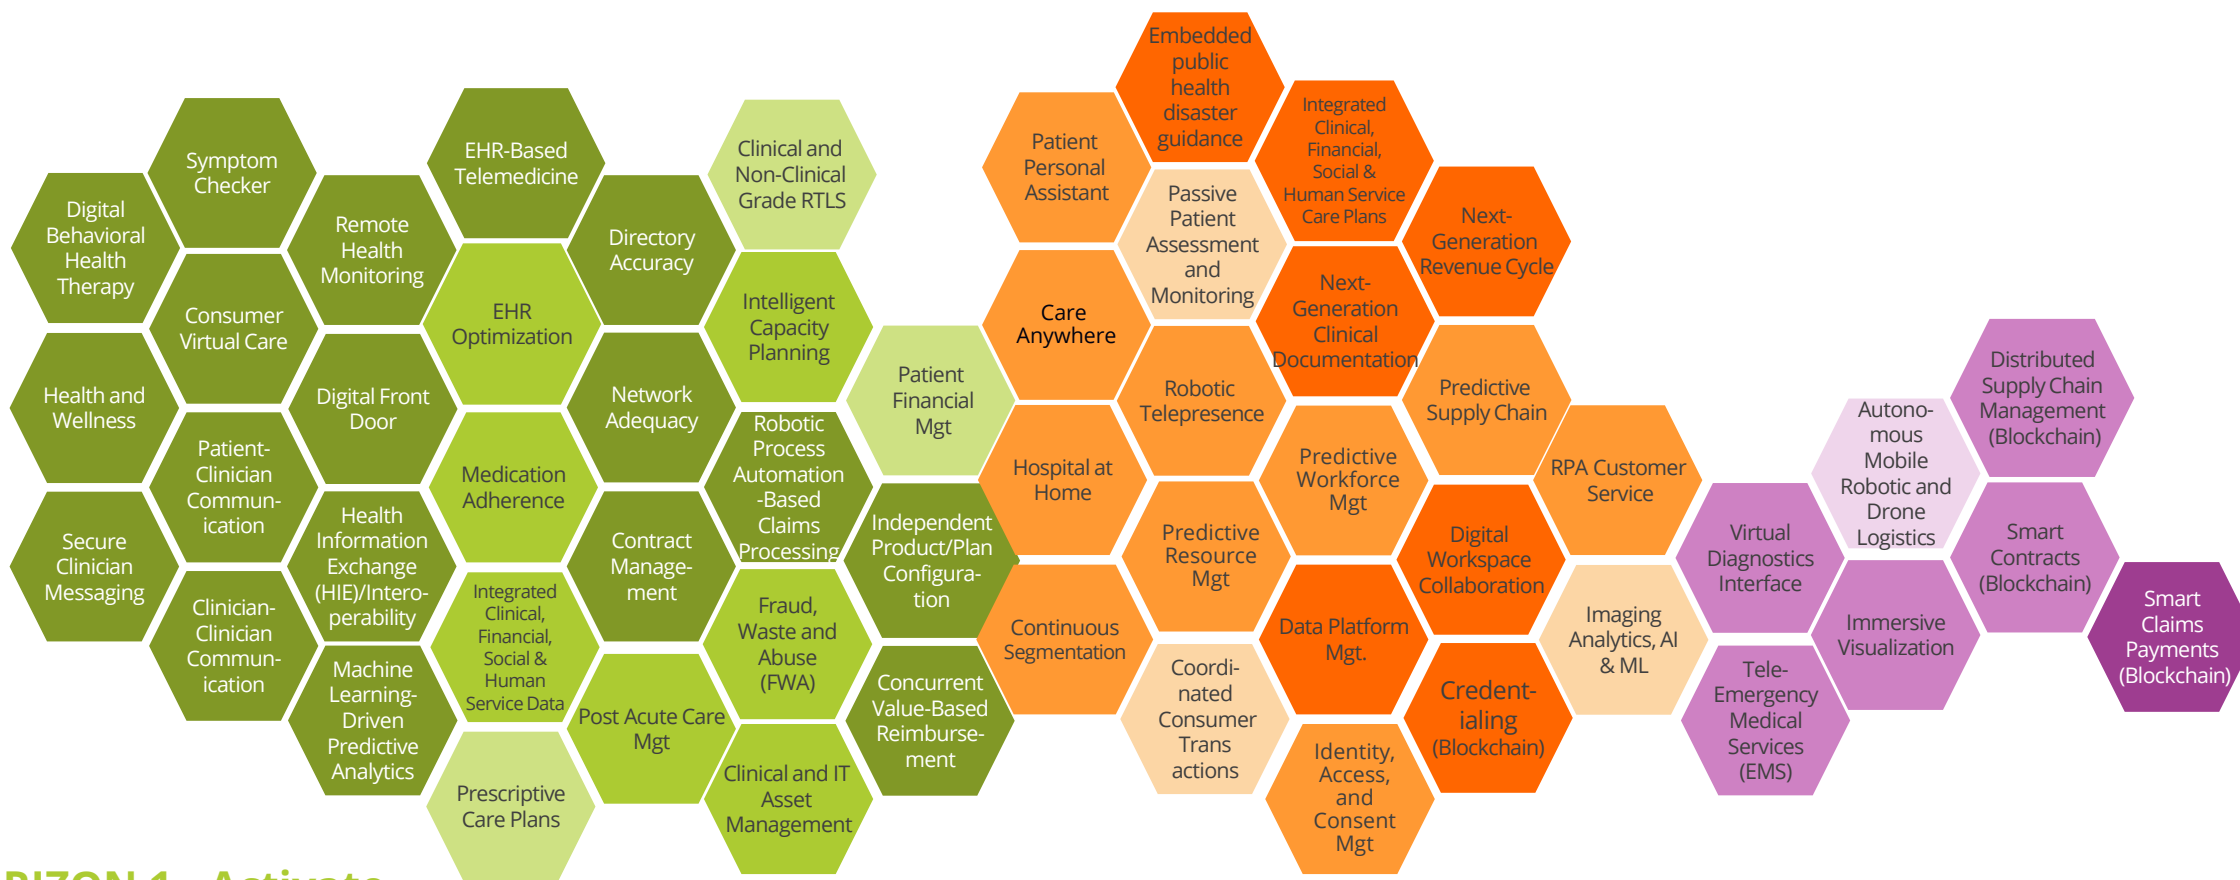 Digital
Behavioral
Health
Therapy
Health and
Wellness
Secure
Clinician
Messaging
Symptom
Checker
Consumer
Virtual Care
Patient-
Clinician
Commun-
ication
Clinician-
Clinician
Commun-
ication
Remote
Health
Monitoring
Digital Front
Door
Health
Information
Exchange
(HIE)/Intero-
perability
Machine
Learning-
Driven
Predictive
Analytics
EHR-Based
Telemedicine
EHR
Optimization
Medication
Adherence
Integrated
Clinical,
Financial,
Social &
Human
Service Data
Prescriptive
Care Plans
Directory
Accuracy
Network
Adequacy
Contract
Manage-
ment
Post Acute Care
Mgt
Clinical and
Non-Clinical
Grade RTLS
Intelligent
Capacity
Planning
Robotic
Process
Automation
-Based
Claims
Processing
Fraud,
Waste and
Abuse
(FWA)
Clinical and IT
Asset
Management
Patient
Financial
Mgt
Independent
Product/Plan
Configura-
tion
Concurrent
Value-Based
Reimburse-
ment
Patient
Personal
Assistant
Care
Anywhere
Hospital at
Home
Continuous
Segmentation
Embedded
public
health
disaster
guidance
Passive
Patient
Assessment
and
Monitoring
Robotic
Telepresence
Predictive
Resource
Mgt
Coordi-
nated
Consumer
Trans
actions
Integrated
Clinical,
Financial,
Social &
Human Service
Care Plans
Next-
Generation
Clinical
Documentation
Predictive
Workforce
Mgt
Data Platform
Mgt.
Identity,
Access,
and
Consent
Mgt
Next-
Generation
Revenue Cycle
Predictive
Supply Chain
Digital
Workspace
Collaboration
Credent-
ialing
(Blockchain)
RPA Customer
Service
Imaging
Analytics, AI
& ML
Virtual
Diagnostics
Interface
Tele-
Emergency
Medical
Services
(EMS)
Autono-
mous
Mobile
Robotic and
Drone
Logistics
Immersive
Visualization
Distributed
Supply Chain
Management
(Blockchain)
Smart
Contracts
(Blockchain)
Smart
Claims
Payments
(Blockchain)